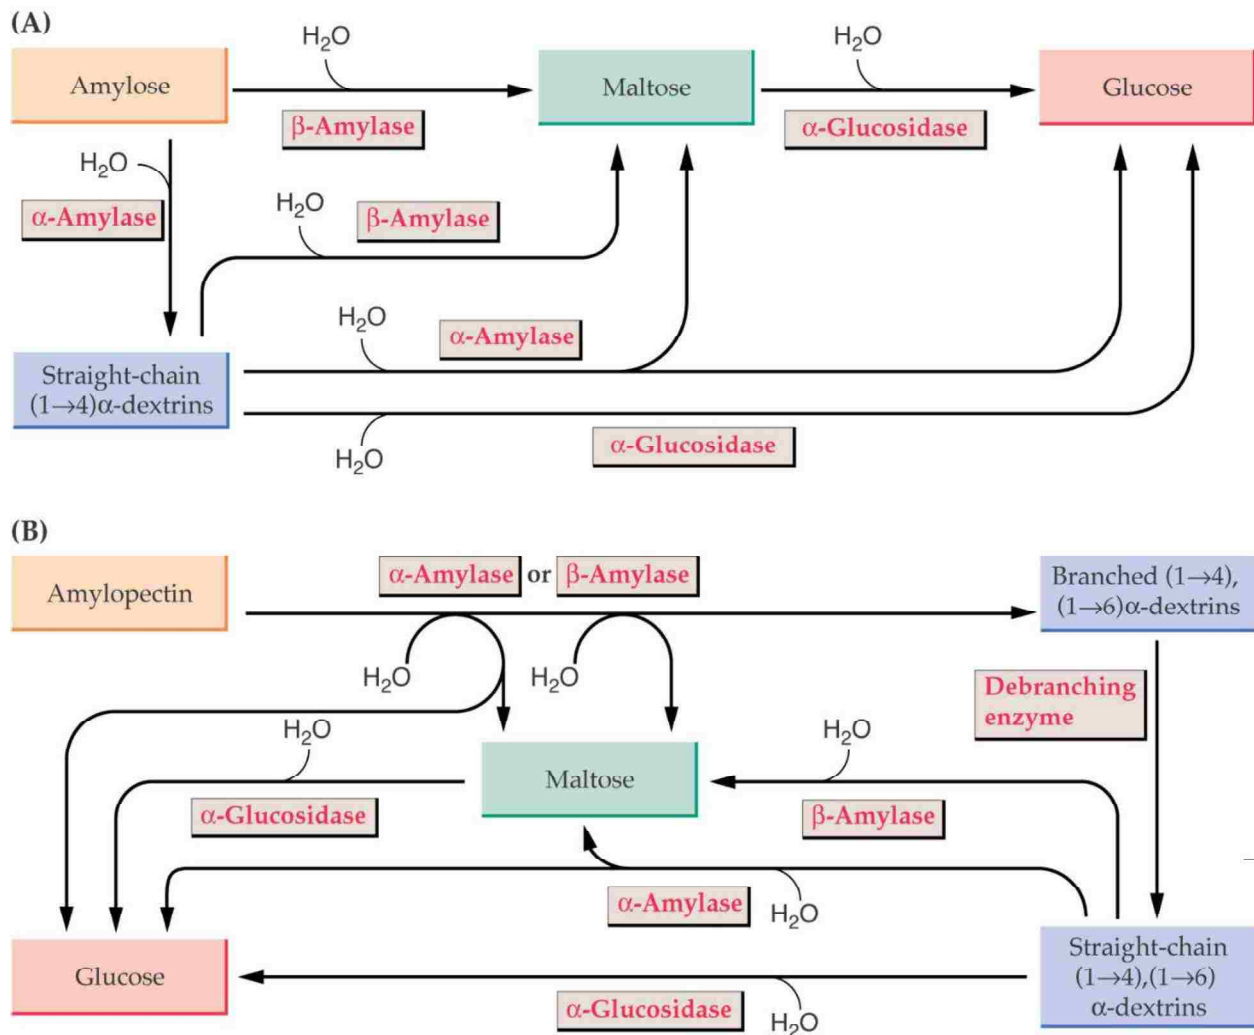 (A)
H₂O
H₂O
Amylose
Maltose
Glucose
β-Amylase
α-Glucosidase
H₂O
α-Amylase
H₂O
β-Amylase
H₂O
α-Amylase
Straight-chain
(1→4)α-dextrins
H₂O
α-Glucosidase
(B)
Amylopectin
α-Amylase or β-Amylase
Branched (1→4),
(1→6)α-dextrins
H₂O
H₂O
Debranching
enzyme
H₂O
Maltose
H₂O
α-Glucosidase
β-Amylase
α-Amylase
H₂O
Glucose
Straight-chain
(1→4),(1→6)
α-dextrins
α-Glucosidase
H₂O